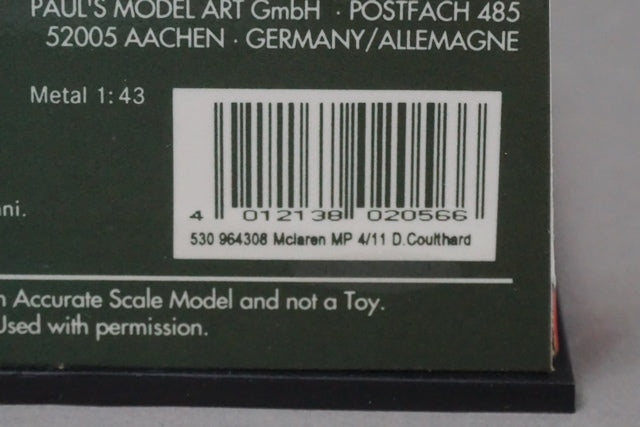 PAUL'S MODEL ART GmbH · POSTFACH 485
52005 AACHEN · GERMANY/ALLEMAGNE
Metal 1:43
4 012138 020566
530 964308 Mclaren MP 4/11 D.Coulthard
ni.
n Accurate Scale Model and not a Toy.
Used with permission.